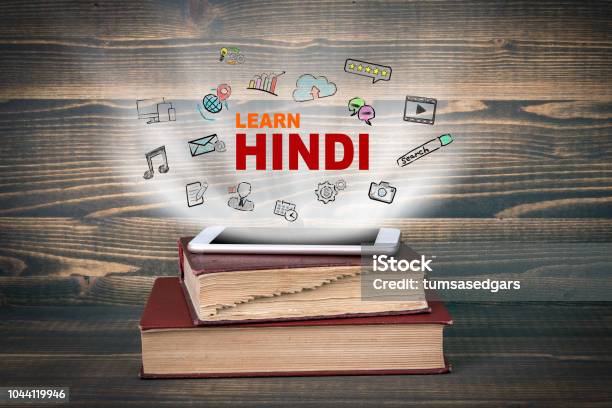 LEARN
HINDI
Search
iStock
Credit: tumsasedgars
1044119946